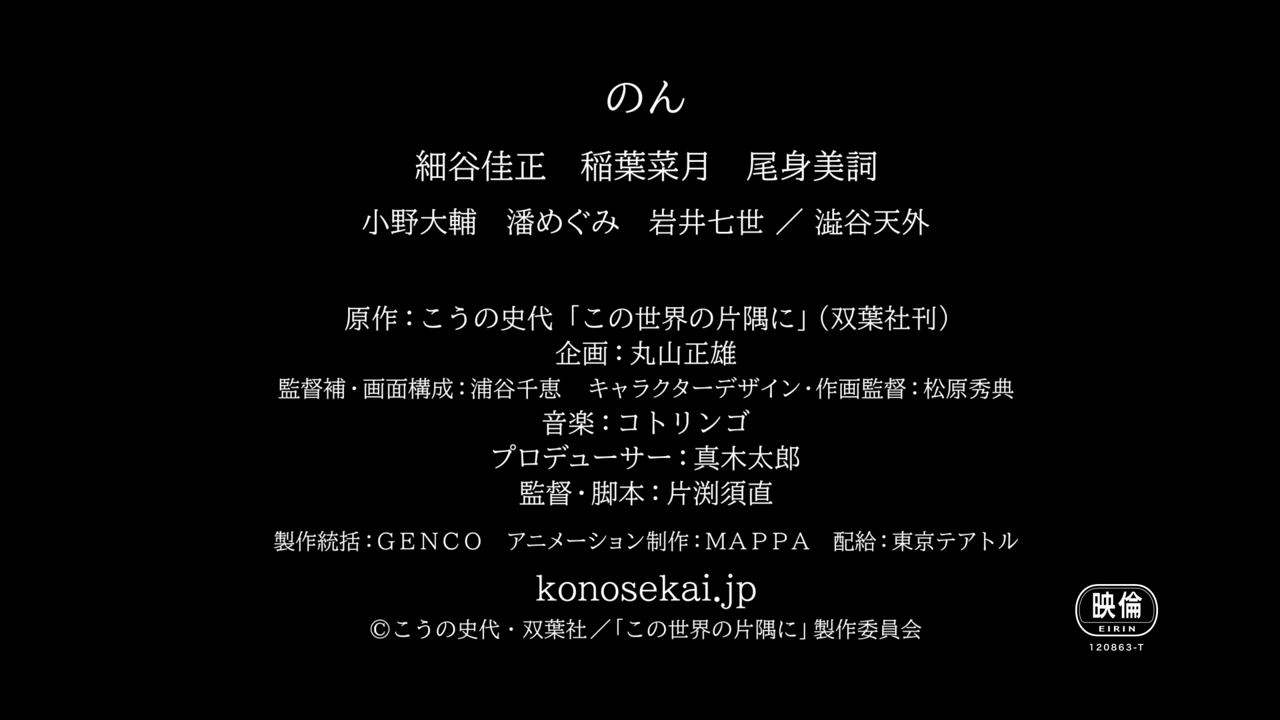 のん
細谷佳正　稲葉菜月　尾身美詞
小野大輔　潘めぐみ　岩井七世 ／ 澁谷天外
原作：こうの史代「この世界の片隅に」（双葉社刊）
企画：丸山正雄
監督補・画面構成：浦谷千恵　キャラクターデザイン・作画監督：松原秀典
音楽：コトリンゴ
プロデューサー：真木太郎
監督・脚本：片渕須直
製作統括：GENCO　アニメーション制作：MAPPA　配給：東京テアトル
konosekai.jp
©こうの史代・双葉社／「この世界の片隅に」製作委員会
映倫
EIRIN
120863-T